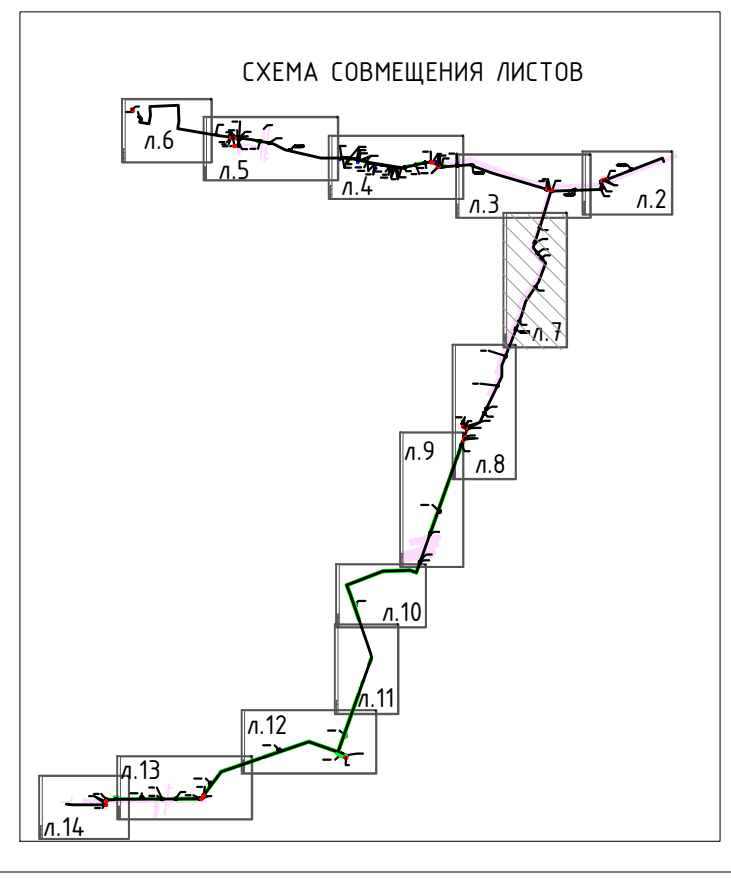 СХЕМА СОВМЕЩЕНИЯ ЛИСТОВ
л.6
л.5
л.4
л.3
л.2
л.7
л.8
л.9
л.10
л.11
л.12
л.13
л.14